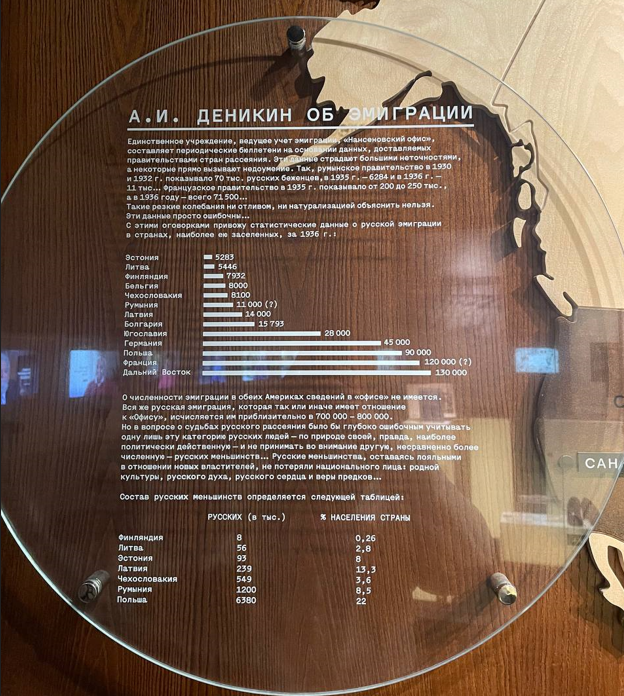 А.И. ДЕНИКИН ОБ ЭМИГРАЦИИ
Единственное учреждение, ведущее учет эмиграции, «Нансеновский офис»,
составляет периодические бюллетени на основании данных, доставляемых
правительствами стран рассеяния. Эти данные страдают большими неточностями,
а некоторые прямо вызывают недоумение. Так, румынское правительство в 1930
и 1932 г. показывало 70 тыс. русских беженцев, в 1935 г. — 6284 и в 1936 г. —
11 тыс... Французское правительство в 1935 г. показывало от 200 до 250 тыс.,
а в 1936 году — всего 71 500...
Такие резкие колебания ни отливом, ни натурализацией объяснить нельзя.
Эти данные просто ошибочны...
С этими оговорками привожу статистические данные о русской эмиграции
в странах, наиболее ею заселенных, за 1936 г.:
Эстония 5283
Литва 5446
Финляндия 7932
Бельгия 8000
Чехословакия 8100
Румыния 11 000 (?)
Латвия 14 000
Болгария 15 793
Югославия 28 000
Германия 45 000
Польша 90 000
Франция 120 000 (?)
Дальний Восток 130 000
О численности эмиграции в обеих Америках сведений в «офисе» не имеется.
Вся же русская эмиграция, которая так или иначе имеет отношение
к «Офису», исчисляется им приблизительно в 700 000 – 800 000.
Но в вопросе о судьбах русского рассеяния было бы глубоко ошибочным учитывать
одну лишь эту категорию русских людей — по природе своей, правда, наиболее
политически действенную — и не принимать во внимание другую, несравненно более
численную — русских меньшинств... Русские меньшинства, оставаясь лояльными
в отношении новых властителей, не потеряли национального лица: родной
культуры, русского духа, русского сердца и веры предков...
Состав русских меньшинств определяется следующей таблицей:
РУССКИХ (в тыс.) % НАСЕЛЕНИЯ СТРАНЫ
Финляндия 8 0,26
Литва 56 2,8
Эстония 93 8
Латвия 239 13,3
Чехословакия 549 3,6
Румыния 1200 8,5
Польша 6380 22
САН